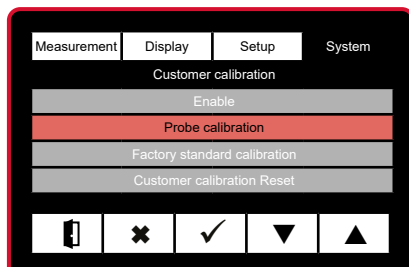 Measurement Display Setup System
Customer calibration
Enable
Probe calibration
Factory standard calibration
Customer calibration Reset